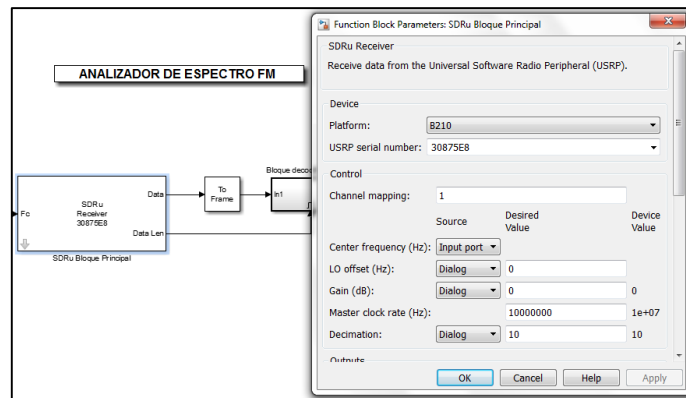 ANALIZADOR DE ESPECTRO FM
Fc
SDRu
Receiver
30875E8
Data
Data Len
SDRu Bloque Principal
To
Frame
Bloque deco
In1
Function Block Parameters: SDRu Bloque Principal
SDRu Receiver
Receive data from the Universal Software Radio Peripheral (USRP).
Device
Platform: B210
USRP serial number: 30875E8
Control
Channel mapping: 1
Source Desired Value Device Value
Center frequency (Hz): Input port
LO offset (Hz): Dialog 0
Gain (dB): Dialog 0 0
Master clock rate (Hz): 10000000 1e+07
Decimation: Dialog 10 10
Outputs
OK Cancel Help Apply